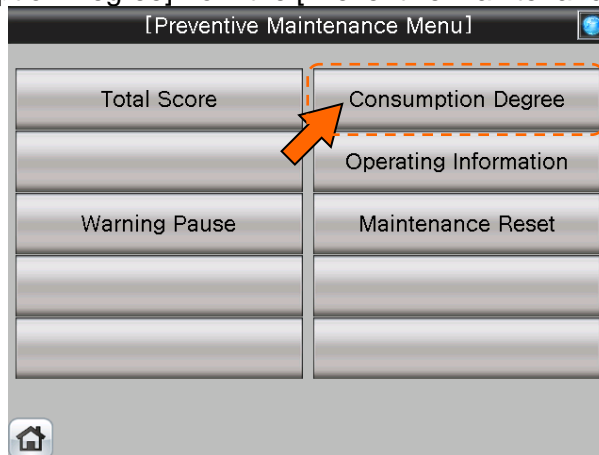 [Preventive Maintenance Menu]
Total Score
Consumption Degree
Operating Information
Warning Pause
Maintenance Reset